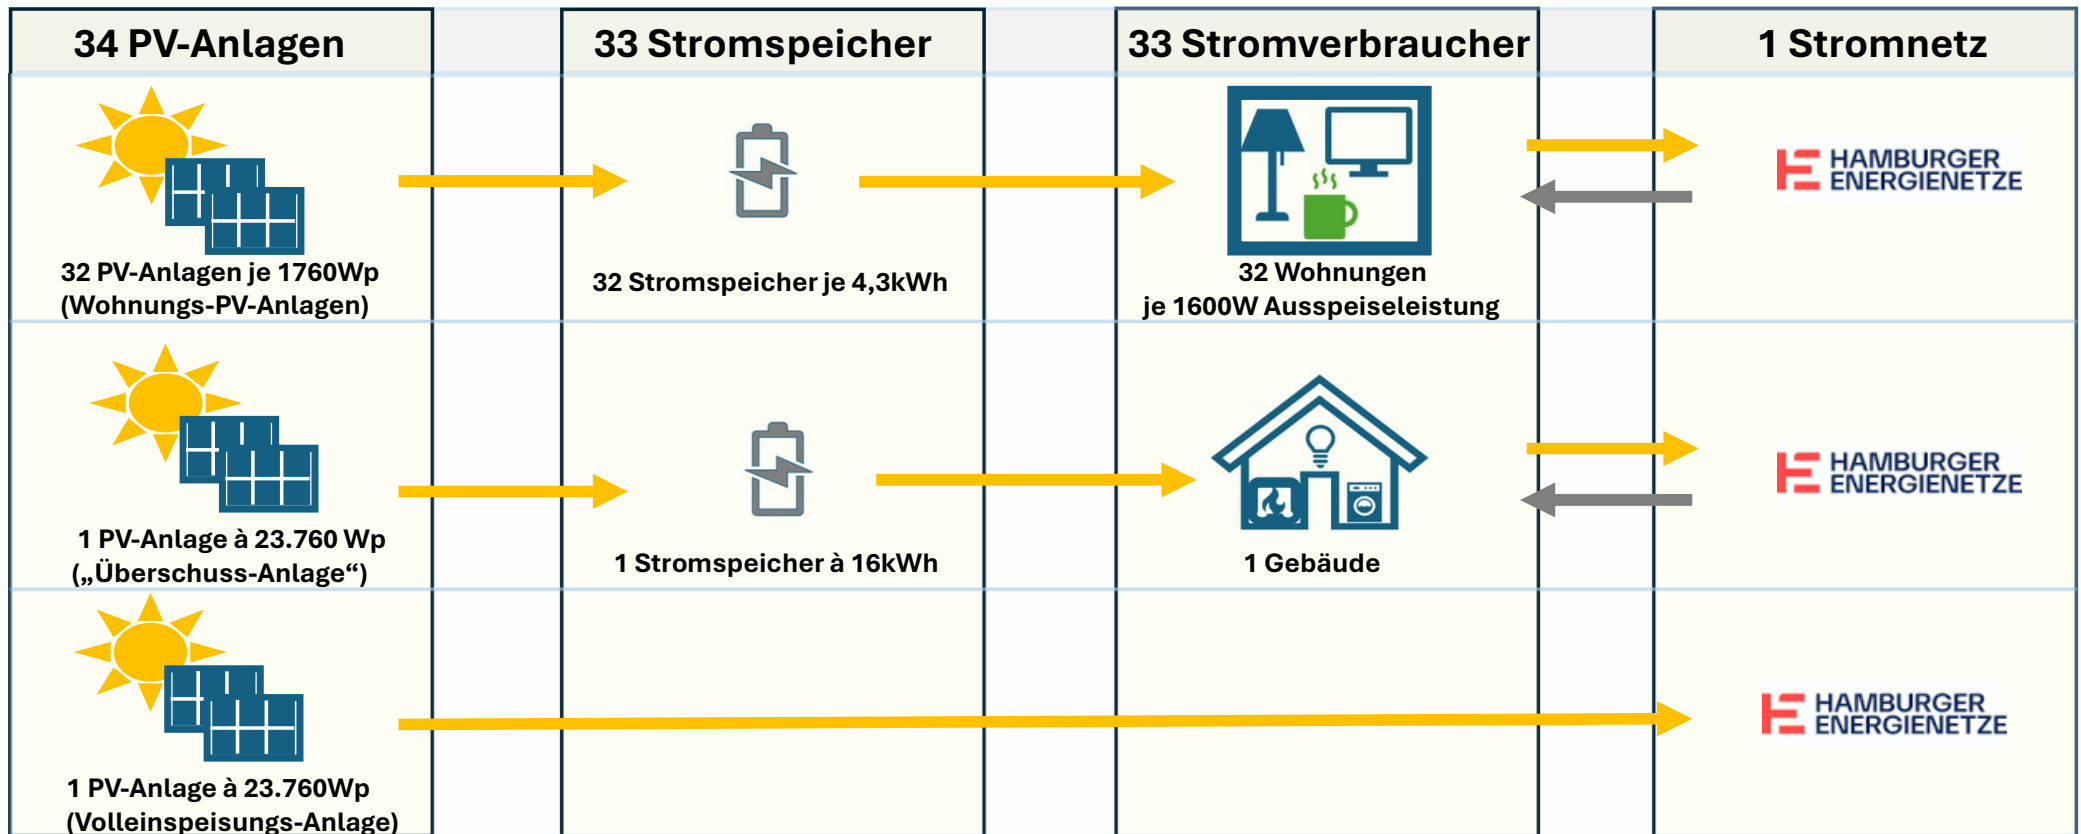 34 PV-Anlagen
33 Stromspeicher
33 Stromverbraucher
1 Stromnetz
32 PV-Anlagen je 1760Wp
(Wohnungs-PV-Anlagen)
32 Stromspeicher je 4,3kWh
32 Wohnungen
je 1600W Ausspeiseleistung
HAMBURGER
ENERGIENETZE
1 PV-Anlage à 23.760 Wp
(„Überschuss-Anlage“)
1 Stromspeicher à 16kWh
1 Gebäude
HAMBURGER
ENERGIENETZE
1 PV-Anlage à 23.760Wp
(Volleinspeisungs-Anlage)
HAMBURGER
ENERGIENETZE